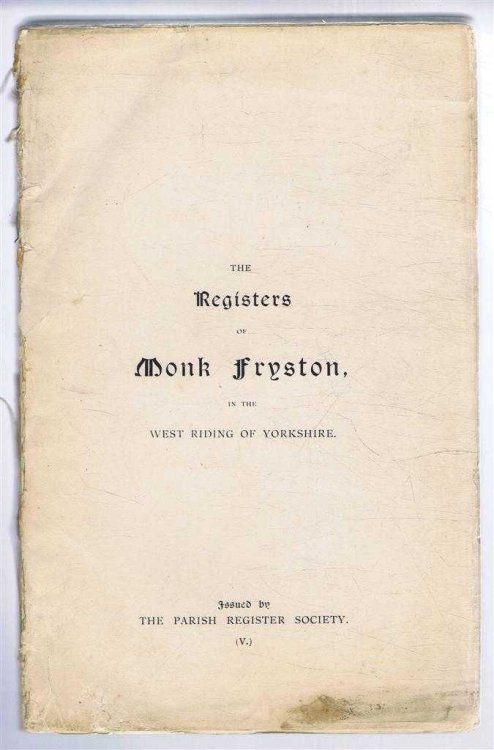 THE
Registers
OF
Monk Fryston,
IN THE
WEST RIDING OF YORKSHIRE.
Issued by
THE PARISH REGISTER SOCIETY.
(V.)